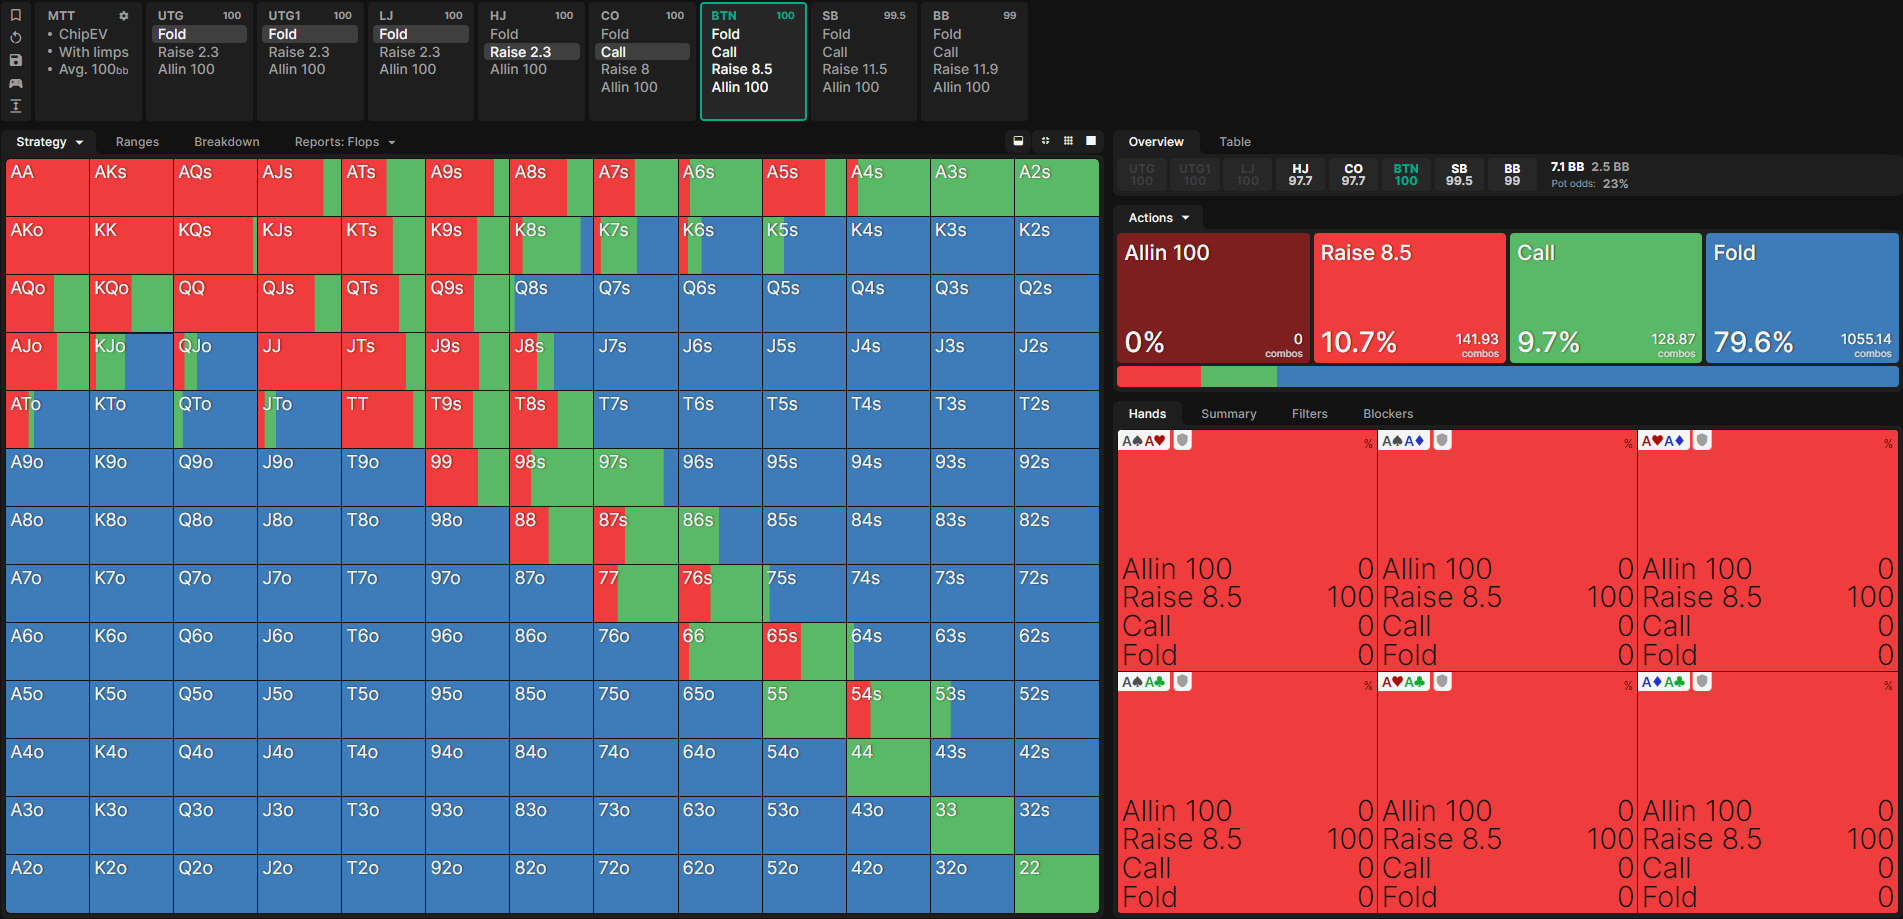 MTT
ChipEV
With limps
Avg. 100bb
UTG 100
Fold
Raise 2.3
Allin 100
UTG1 100
Fold
Raise 2.3
Allin 100
LJ 100
Fold
Raise 2.3
Allin 100
HJ 100
Fold
Raise 2.3
Allin 100
CO 100
Fold
Call
Raise 8
Allin 100
BTN 100
Fold
Call
Raise 8.5
Allin 100
SB 99.5
Fold
Call
Raise 11.5
Allin 100
BB 99
Fold
Call
Raise 11.9
Allin 100
Strategy Ranges Breakdown Reports: Flops
AA AKs AQs AJs ATs A9s A8s A7s A6s A5s A4s A3s A2s
AKo KK KQs KJs KTs K9s K8s K7s K6s K5s K4s K3s K2s
AQo KQo QQ QJs QTs Q9s Q8s Q7s Q6s Q5s Q4s Q3s Q2s
AJo KJo QJo JJ JTs J9s J8s J7s J6s J5s J4s J3s J2s
ATo KTo QTo JTo TT T9s T8s T7s T6s T5s T4s T3s T2s
A9o K9o Q9o J9o T9o 99 98s 97s 96s 95s 94s 93s 92s
A8o K8o Q8o J8o T8o 98o 88 87s 86s 85s 84s 83s 82s
A7o K7o Q7o J7o T7o 97o 87o 77 76s 75s 74s 73s 72s
A6o K6o Q6o J6o T6o 96o 86o 76o 66 65s 64s 63s 62s
A5o K5o Q5o J5o T5o 95o 85o 75o 65o 55 54s 53s 52s
A4o K4o Q4o J4o T4o 94o 84o 74o 64o 54o 44 43s 42s
A3o K3o Q3o J3o T3o 93o 83o 73o 63o 53o 43o 33 32s
A2o K2o Q2o J2o T2o 92o 82o 72o 62o 52o 42o 32o 22
Overview Table
UTG UTG1 LJ HJ CO BTN SB BB
100 100 100 97.7 97.7 100 99.5 99
7.1 BB 2.5 BB
Pot odds: 23%
Actions
Allin 100 Raise 8.5 Call Fold
0% 0 combos 10.7% 141.93 combos 9.7% 128.87 combos 79.6% 1055.14 combos
Hands Summary Filters Blockers
A♠A♥ % A♠A♦ % A♥A♦ %
Allin 100 0 Allin 100 0 Allin 100 0
Raise 8.5 100 Raise 8.5 100 Raise 8.5 100
Call 0 Call 0 Call 0
Fold 0 Fold 0 Fold 0
A♠A♣ % A♥A♣ % A♦A♣ %
Allin 100 0 Allin 100 0 Allin 100 0
Raise 8.5 100 Raise 8.5 100 Raise 8.5 100
Call 0 Call 0 Call 0
Fold 0 Fold 0 Fold 0